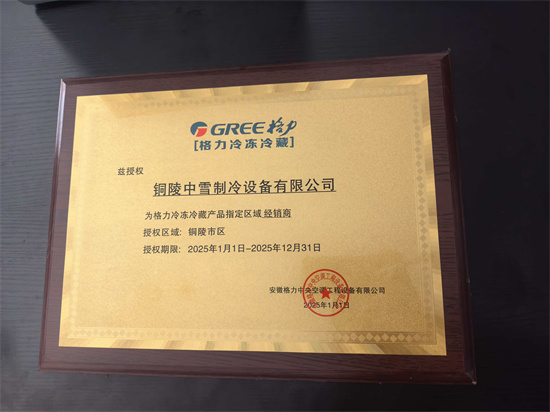 GREE格力
[格力冷冻冷藏]
兹授权
铜陵中雪制冷设备有限公司
为格力冷冻冷藏产品指定区域 经销商
授权区域: 铜陵市区
授权期限: 2025年1月1日-2025年12月31日
安徽格力中央空调工程设备有限公司
2025年1月1日